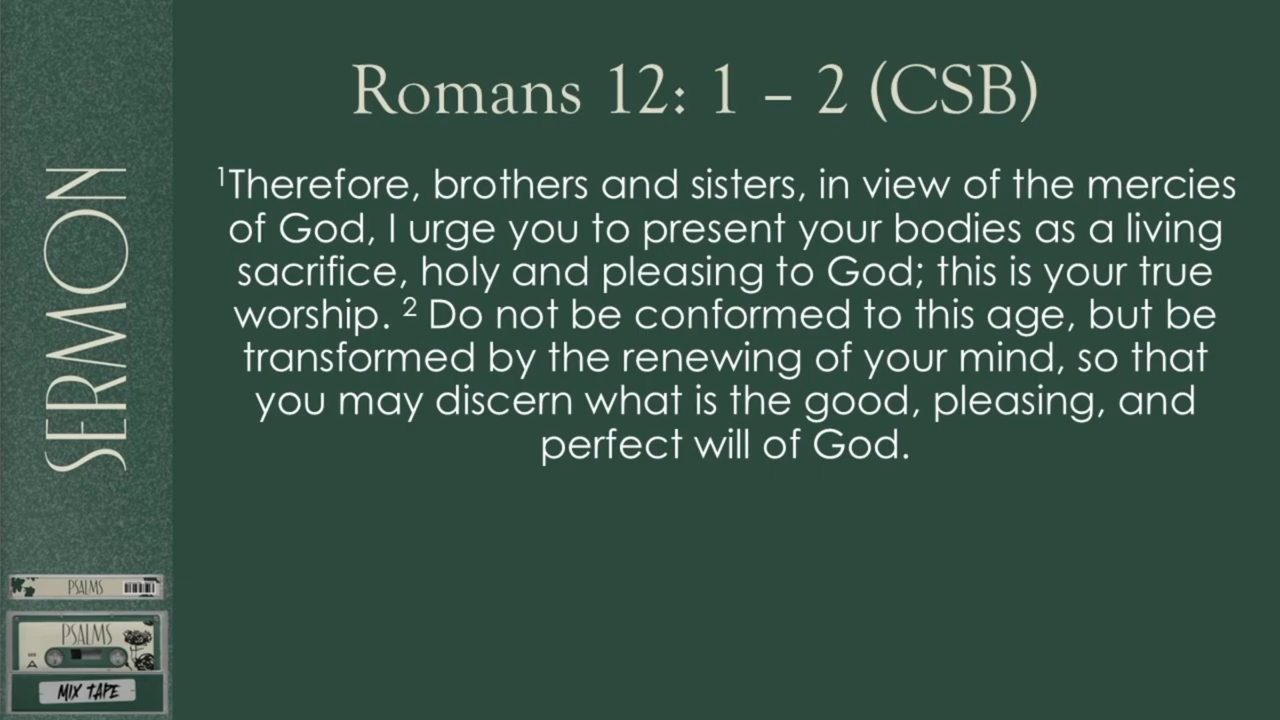 SERMON
Romans 12: 1 – 2 (CSB)
¹Therefore, brothers and sisters, in view of the mercies
of God, I urge you to present your bodies as a living
sacrifice, holy and pleasing to God; this is your true
worship. ² Do not be conformed to this age, but be
transformed by the renewing of your mind, so that
you may discern what is the good, pleasing, and
perfect will of God.
PSALMS
PSALMS
A
MIX TAPE